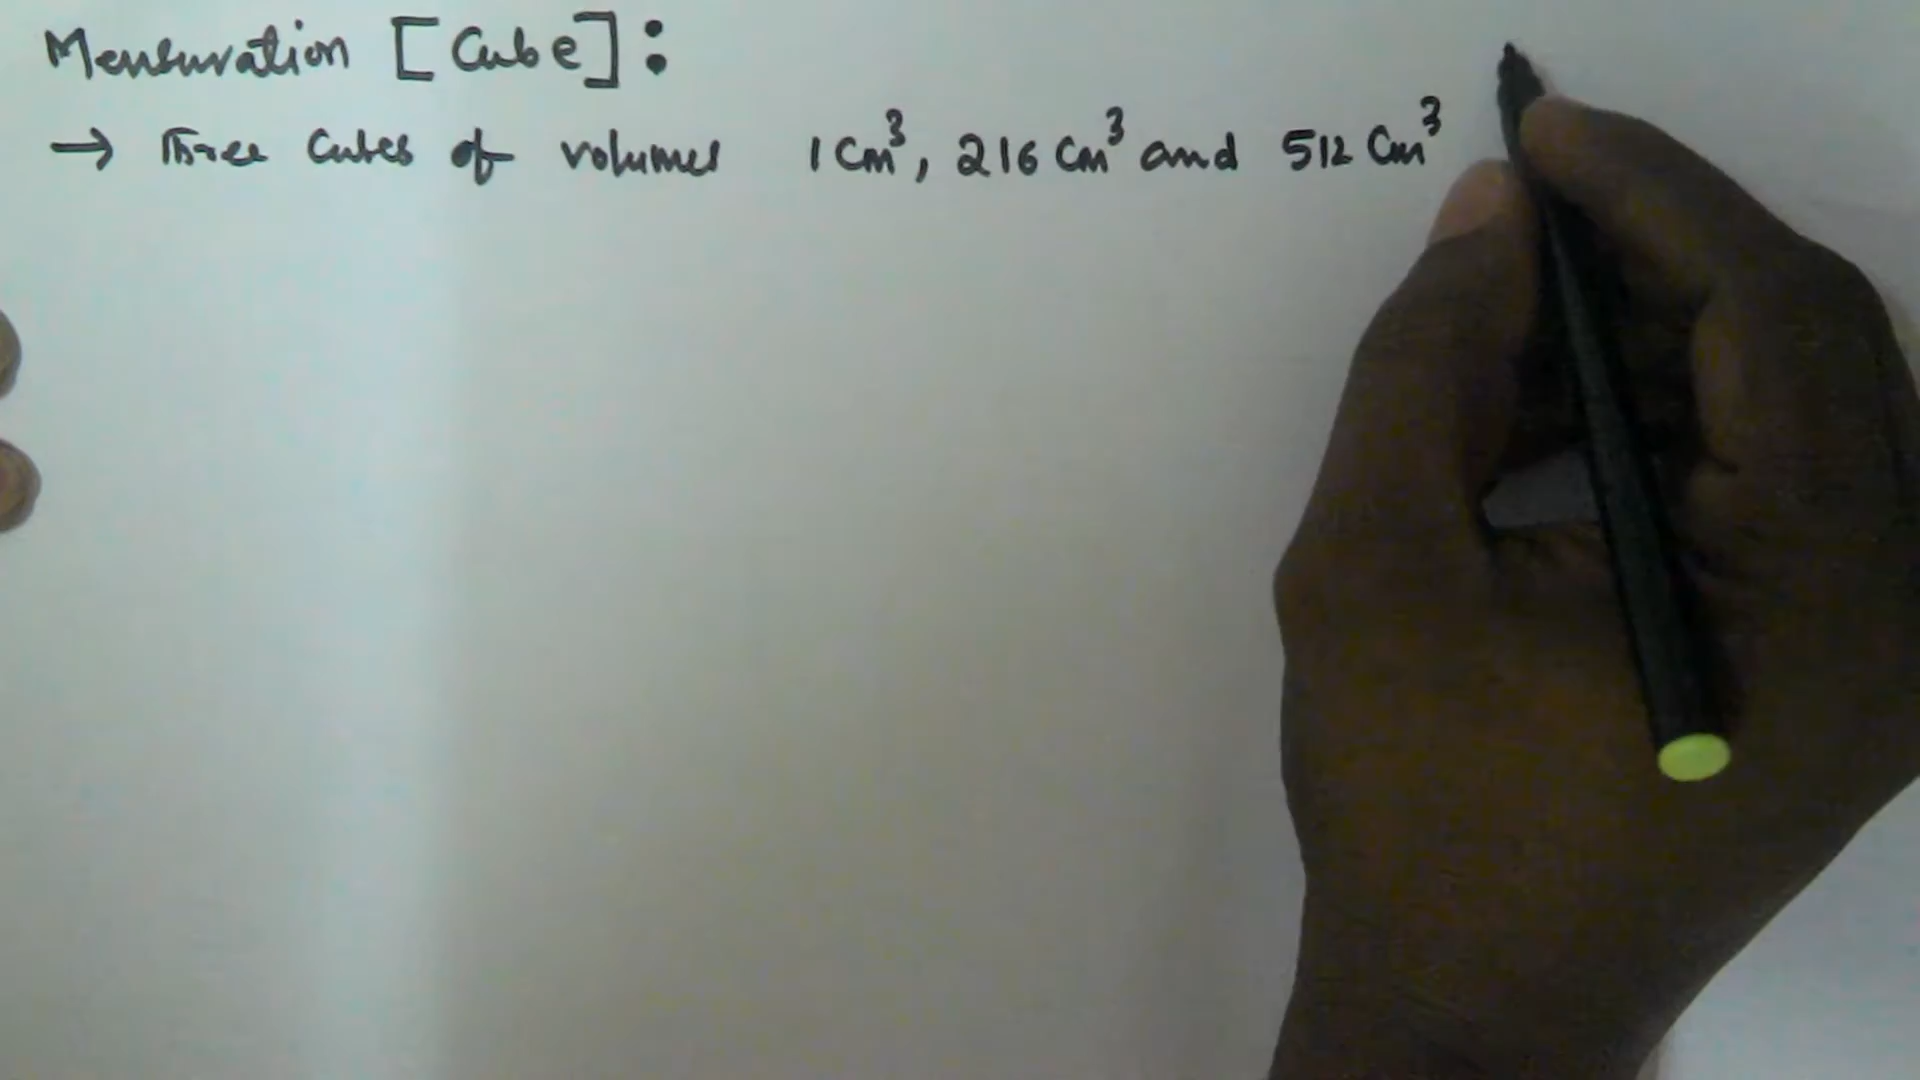 Mensuration [Cube]:
→ Three Cubes of volumes 1 Cm³, 216 Cm³ and 512 Cm³